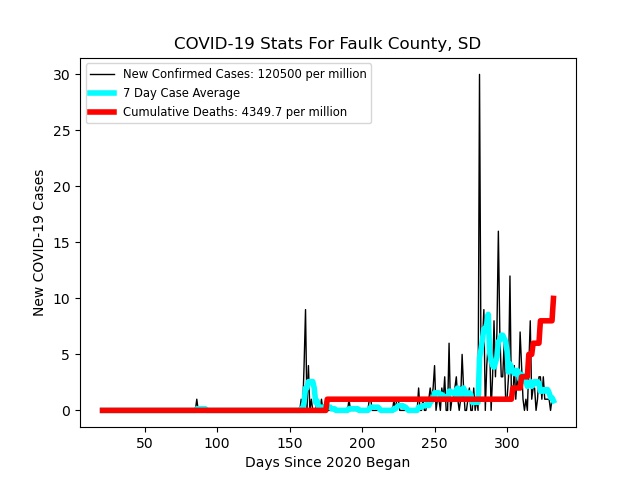 COVID-19 Stats For Faulk County, SD
New Confirmed Cases: 120500 per million
7 Day Case Average
Cumulative Deaths: 4349.7 per million
New COVID-19 Cases
30
25
20
15
10
5
0
50 100 150 200 250 300
Days Since 2020 Began